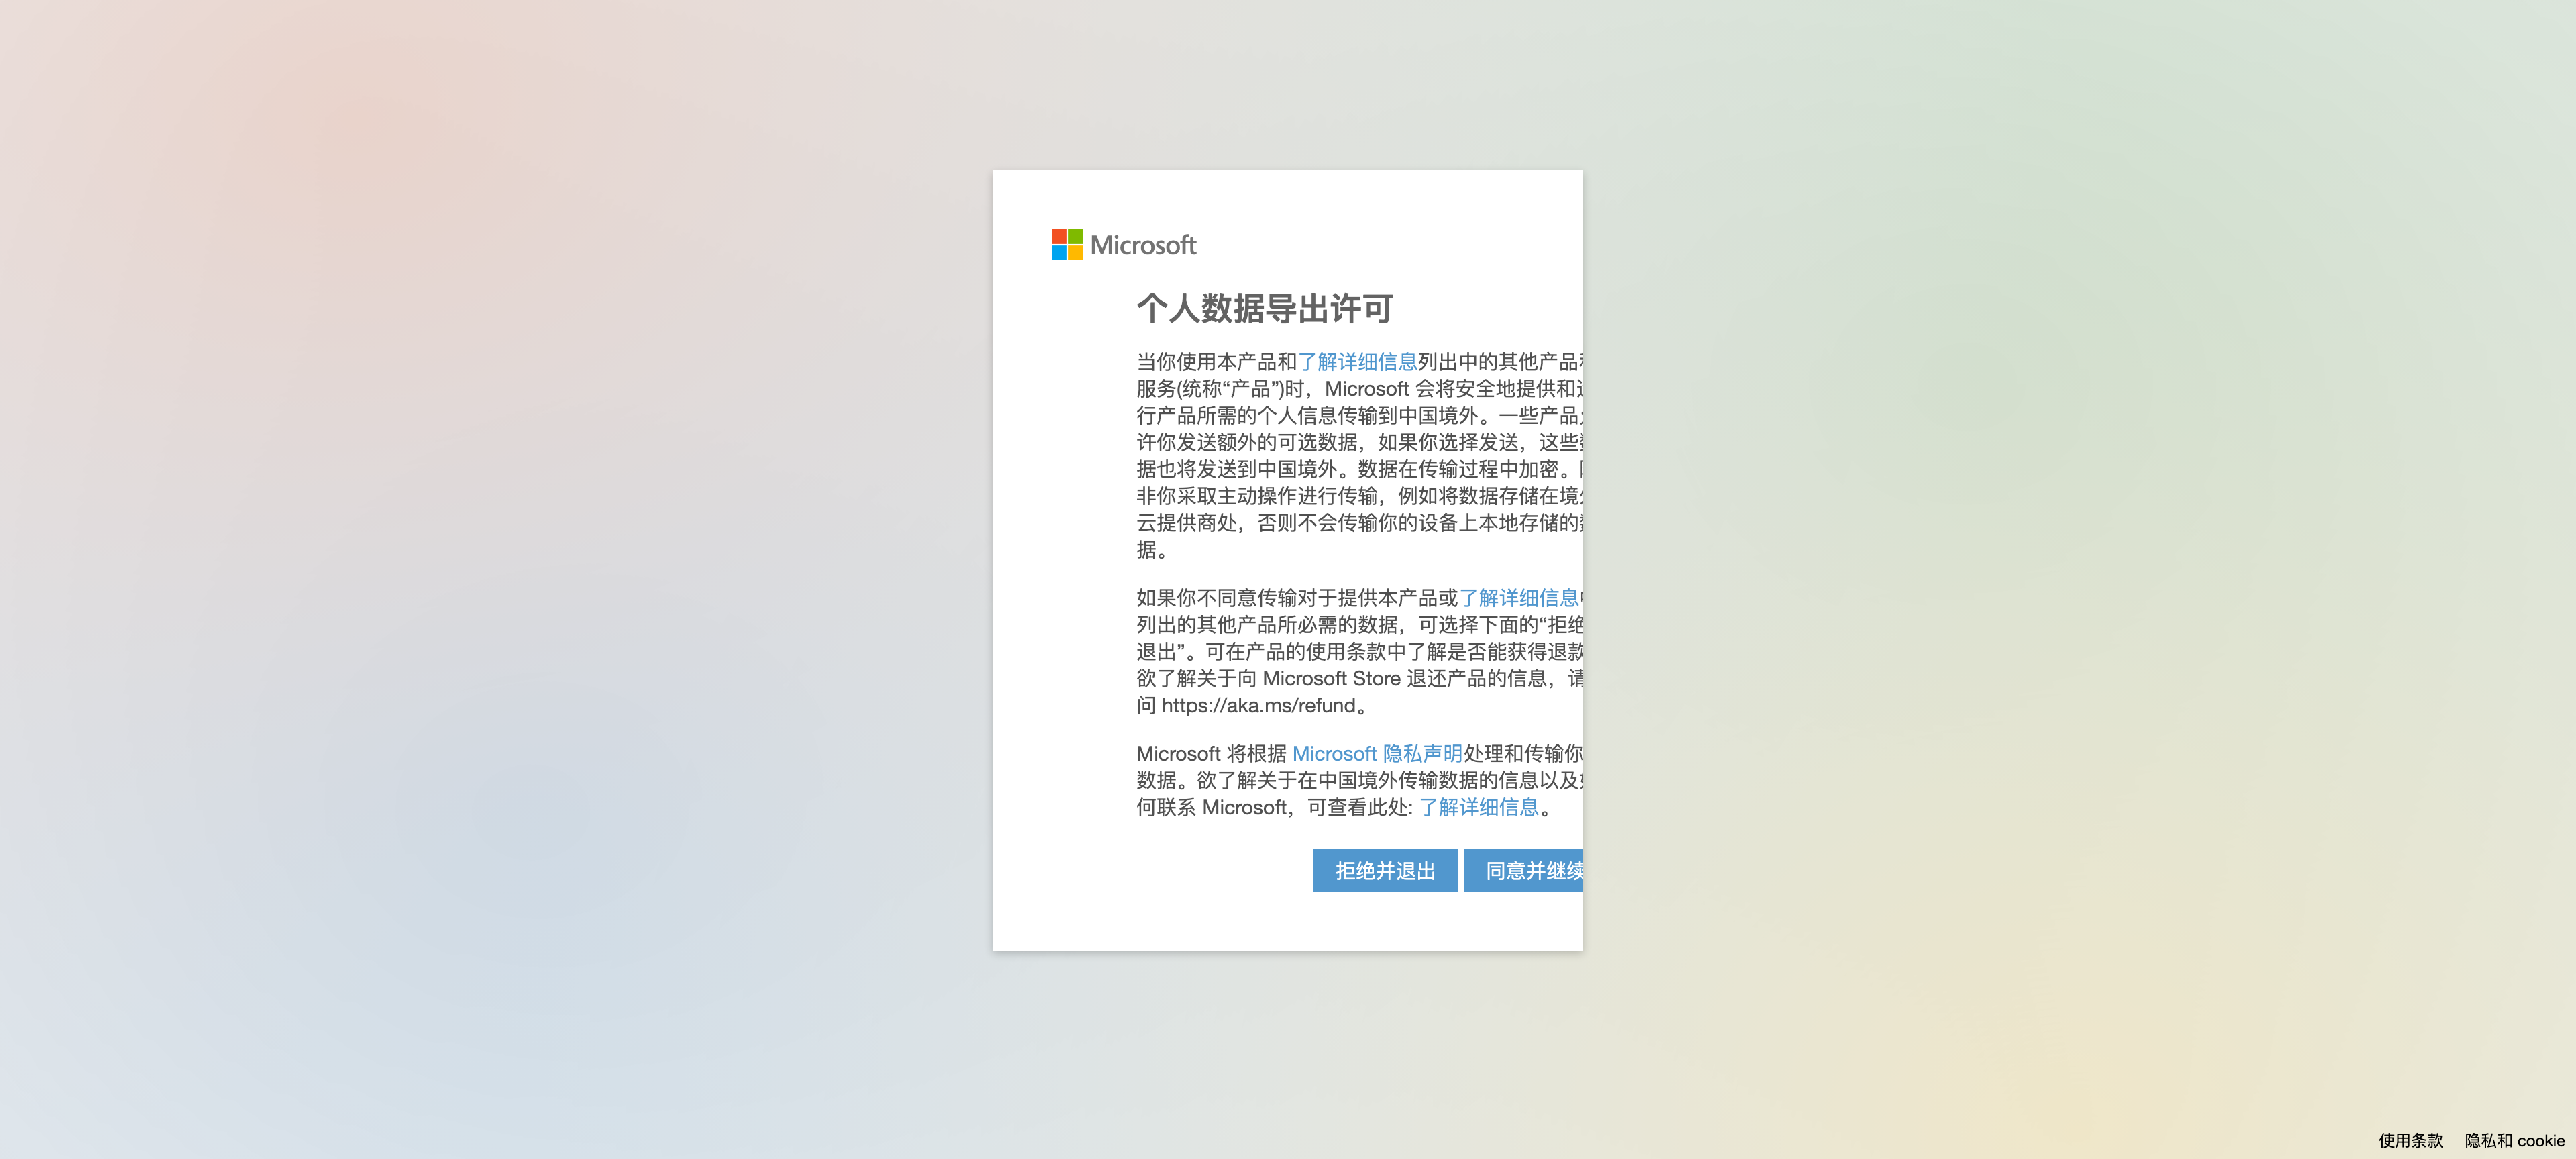 Microsoft
个人数据导出许可
当你使用本产品和了解详细信息列出中的其他产品
服务(统称“产品”)时，Microsoft 会将安全地提供和
行产品所需的个人信息传输到中国境外。一些产品
许你发送额外的可选数据，如果你选择发送，这些
据也将发送到中国境外。数据在传输过程中加密。
非你采取主动操作进行传输，例如将数据存储在境
云提供商处，否则不会传输你的设备上本地存储的
据。
如果你不同意传输对于提供本产品或了解详细信息
列出的其他产品所必需的数据，可选择下面的“拒绝
退出”。可在产品的使用条款中了解是否能获得退款
欲了解关于向 Microsoft Store 退还产品的信息，请
问 https://aka.ms/refund。
Microsoft 将根据 Microsoft 隐私声明处理和传输你
数据。欲了解关于在中国境外传输数据的信息以及
何联系 Microsoft，可查看此处: 了解详细信息。
拒绝并退出 同意并继续
使用条款 隐私和 cookie